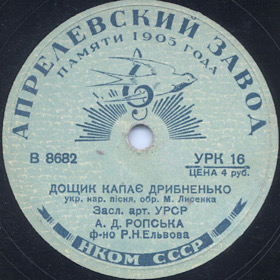 АПРЕЛЕВСКИЙ ЗАВОД
ПАМЯТИ 1905 ГОДА
В 8682
УРК 16
ЦЕНА 4 руб.
ДОЩИК КАПАЄ ДРИБНЕНЬКО
укр. нар. пісня, обр. М. Лисенка
Засл. арт. УРСР
А. Д. РОПСЬКА
ф-но Р.Н.Ельвова
НКОМ СССР